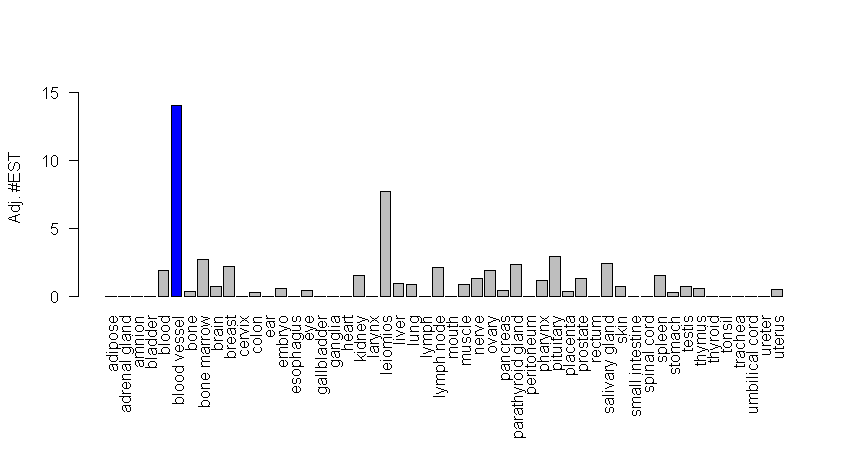 15
10
5
0
Adj. #EST
adipose
adrenal gland
amnion
bladder
blood
blood vessel
bone
bone marrow
brain
breast
cervix
colon
ear
embryo
esophagus
eye
gallbladder
ganglia
heart
kidney
larynx
leiomios
liver
lung
lymph
lymph node
mouth
muscle
nerve
ovary
pancreas
parathyroid gland
peritoneum
pharynx
pituitary
placenta
prostate
rectum
salivary gland
skin
small intestine
spinal cord
spleen
stomach
testis
thymus
thyroid
tonsil
trachea
umbilical cord
ureter
uterus